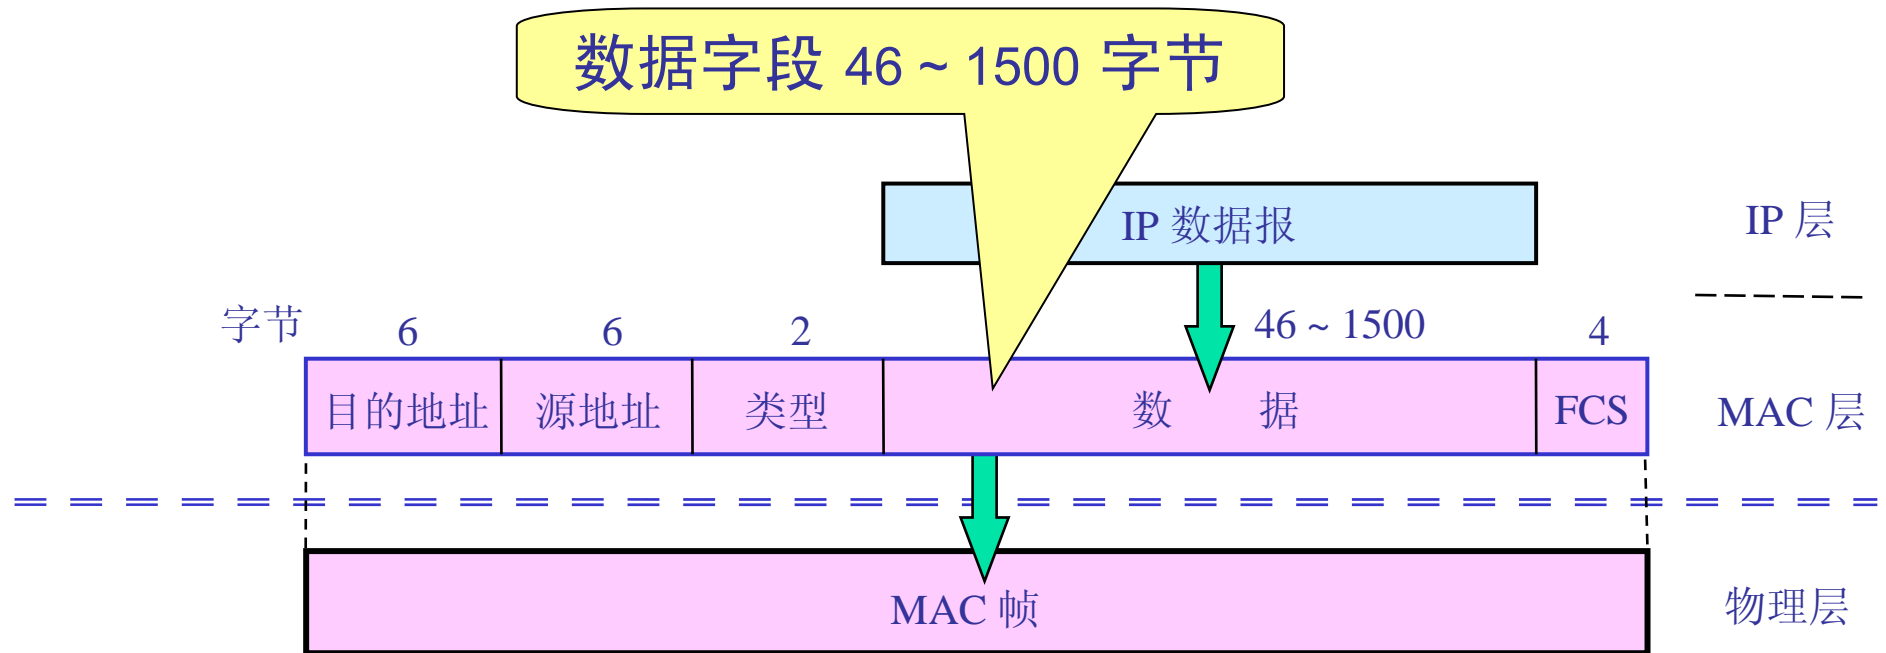 数据字段 46 ~ 1500 字节
IP 数据报
IP 层
字节 6 6 2 46 ~ 1500 4
目的地址 源地址 类型 数 据 FCS MAC 层
MAC 帧 物理层